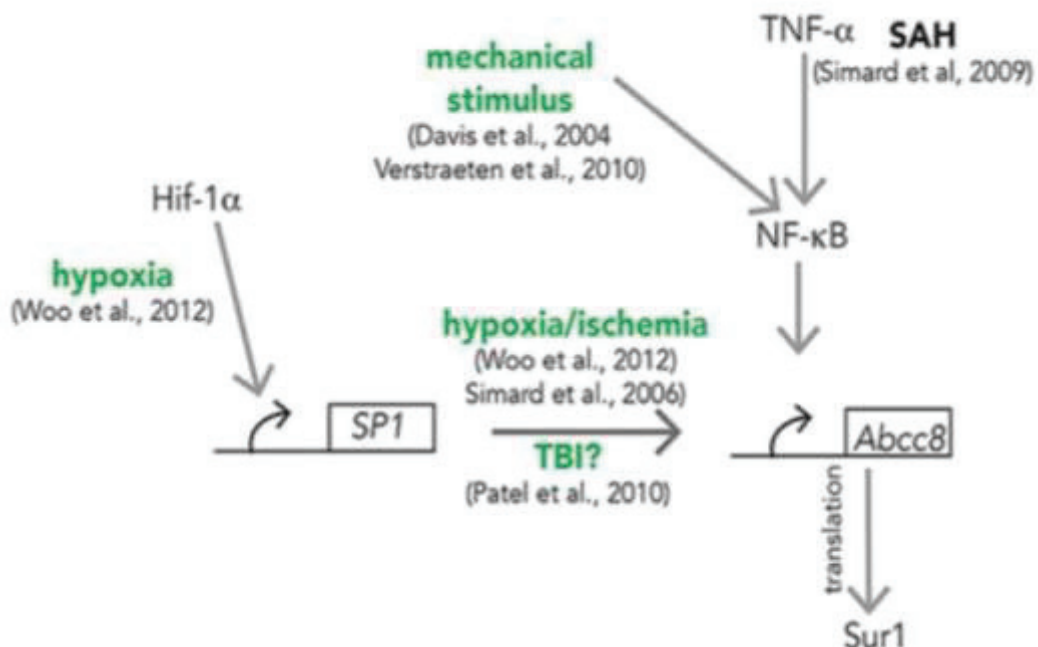 TNF-α SAH
(Simard et al, 2009)
mechanical
stimulus
(Davis et al., 2004
Verstraeten et al., 2010)
Hif-1α
NF-κB
hypoxia
(Woo et al., 2012)
hypoxia/ischemia
(Woo et al., 2012)
Simard et al., 2006)
SP1
Abcc8
TBI?
(Patel et al., 2010)
translation
Sur1